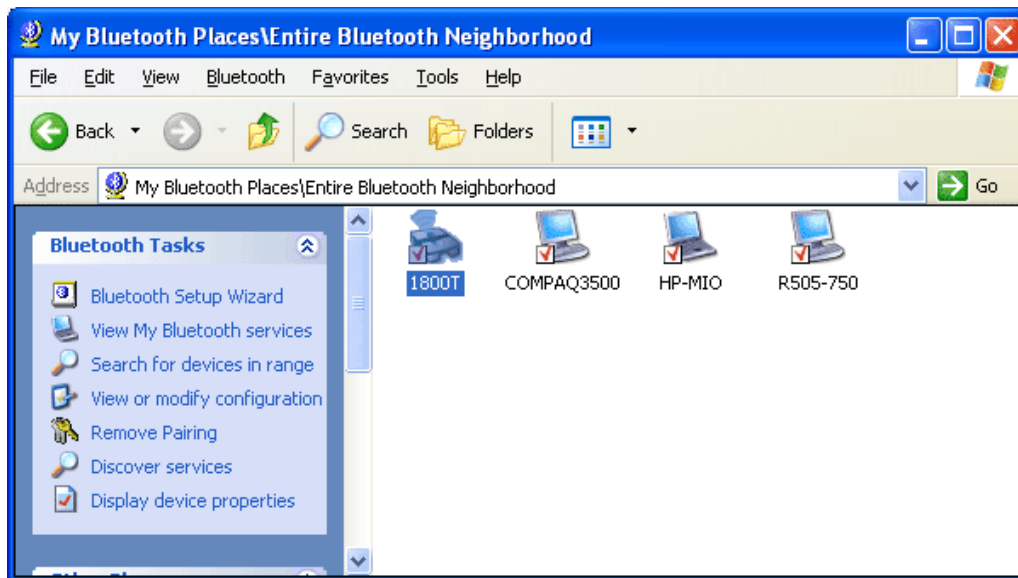 My Bluetooth Places\Entire Bluetooth Neighborhood
File Edit View Bluetooth Favorites Tools Help
Back Search Folders
Address My Bluetooth Places\Entire Bluetooth Neighborhood Go
Bluetooth Tasks
Bluetooth Setup Wizard
View My Bluetooth services
Search for devices in range
View or modify configuration
Remove Pairing
Discover services
Display device properties
1800T COMPAQ3500 HP-MIO R505-750